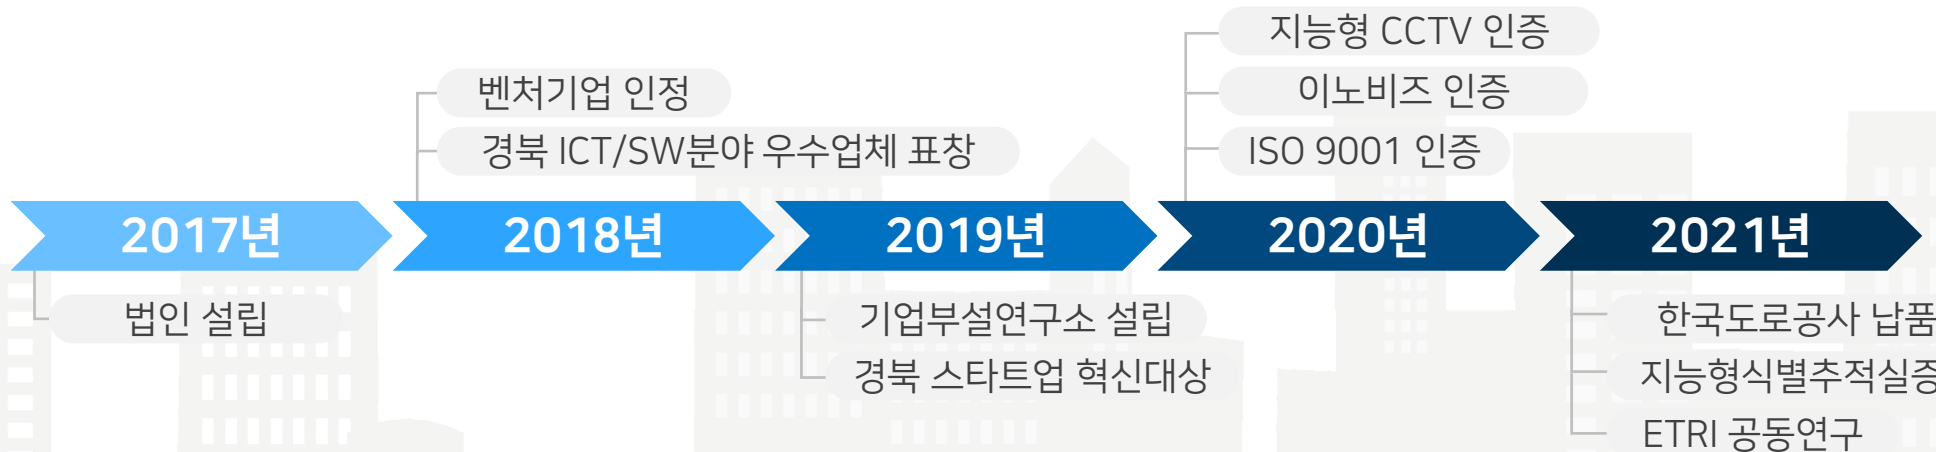 지능형 CCTV 인증
벤처기업 인정
이노비즈 인증
경북 ICT/SW분야 우수업체 표창
ISO 9001 인증
2017년
2018년
2019년
2020년
2021년
법인 설립
기업부설연구소 설립
한국도로공사 납품
경북 스타트업 혁신대상
지능형식별추적실증
ETRI 공동연구